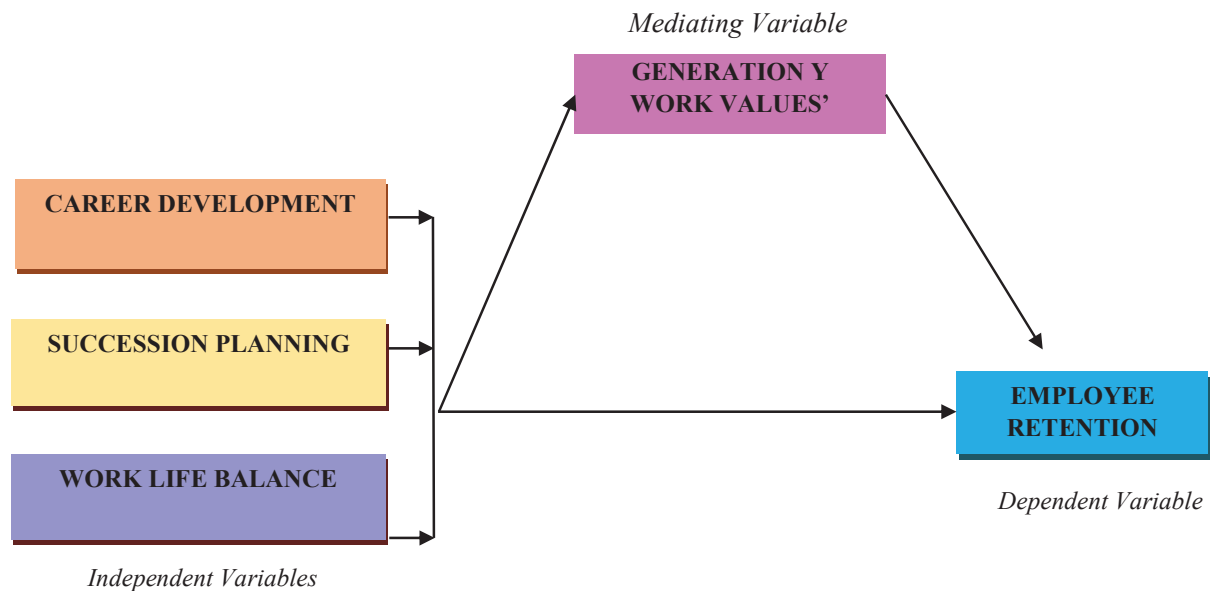 Mediating Variable
GENERATION Y
WORK VALUES’
CAREER DEVELOPMENT
SUCCESSION PLANNING
WORK LIFE BALANCE
Independent Variables
EMPLOYEE
RETENTION
Dependent Variable